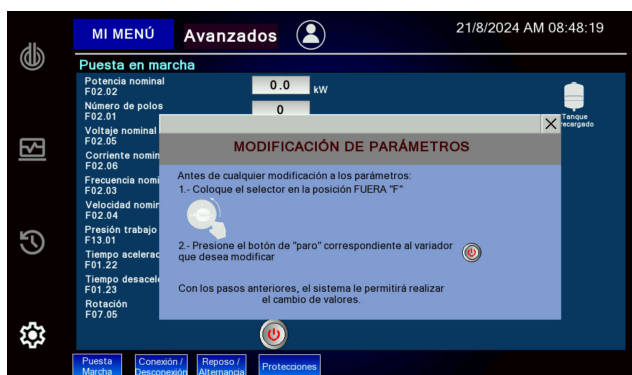 MI MENÚ
Avanzados
21/8/2024 AM 08:48:19
Puesta en marcha
Potencia nominal
F02.02
0.0 kW
Número de polos
F02.01
0
Voltaje nominal
F02.05
Corriente nomin
F02.06
Frecuencia nomi
F02.03
Velocidad nomin
F02.04
Presión trabajo
F13.01
Tiempo acelerac
F01.22
Tiempo desacele
F01.23
Rotación
F07.05
Tanque
recargado
X
MODIFICACIÓN DE PARÁMETROS
Antes de cualquier modificación a los parámetros:
1.- Coloque el selector en la posición FUERA "F"
2.- Presione el botón de "paro" correspondiente al variador
que desea modificar
Con los pasos anteriores, el sistema le permitirá realizar
el cambio de valores.
Puesta
Marcha
Conexión /
Desconexión
Reposo /
Alternancia
Protecciones